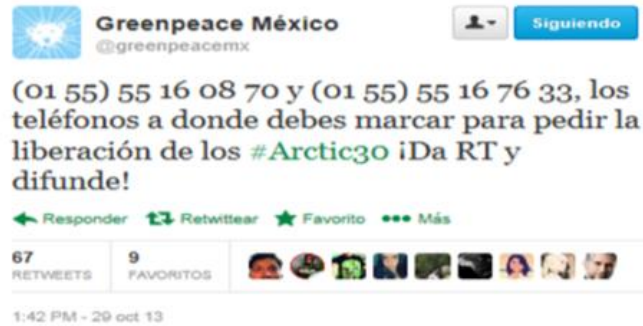 Greenpeace México
@greenpeacemx
Siguiendo
(01 55) 55 16 08 70 y (01 55) 55 16 76 33, los
teléfonos a donde debes marcar para pedir la
liberación de los #Arctic30 ¡Da RT y
difunde!
Responder Retwittear Favorito Más
67 9
RETWEETS FAVORITOS
1:42 PM - 29 oct 13